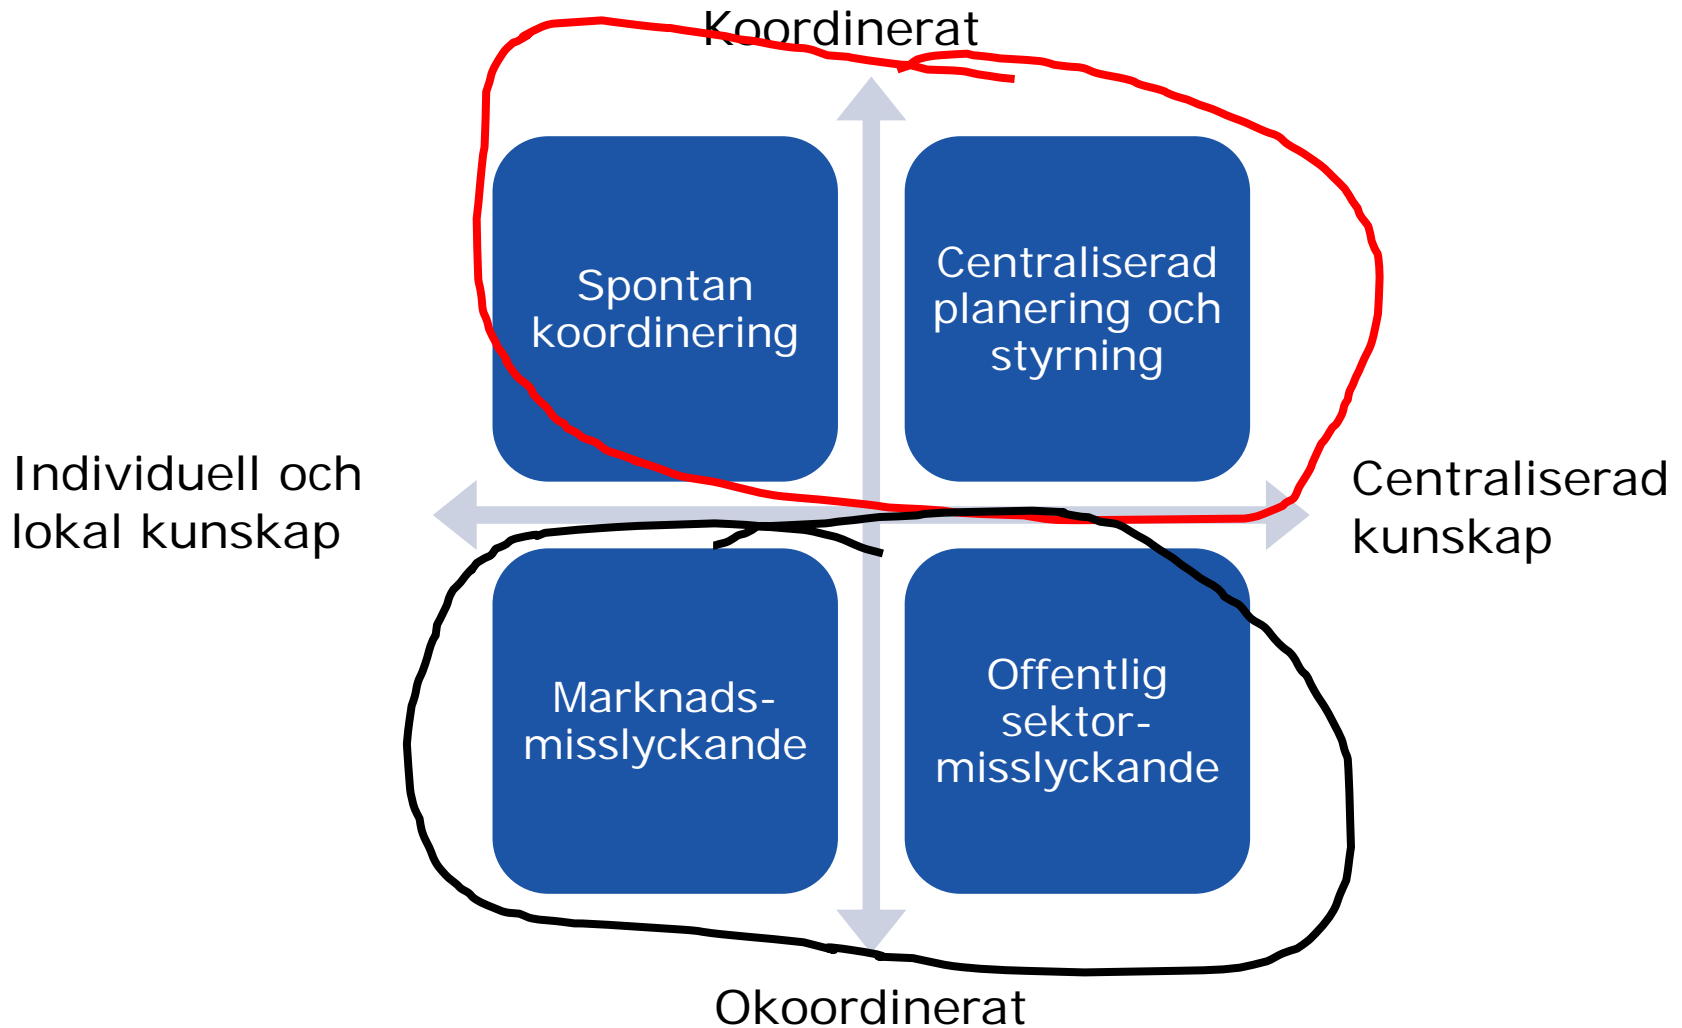 Koordinerat
Spontan
koordinering
Centraliserad
planering och
styrning
Individuell och
lokal kunskap
Centraliserad
kunskap
Marknads-
misslyckande
Offentlig
sektor-
misslyckande
Okoordinerat